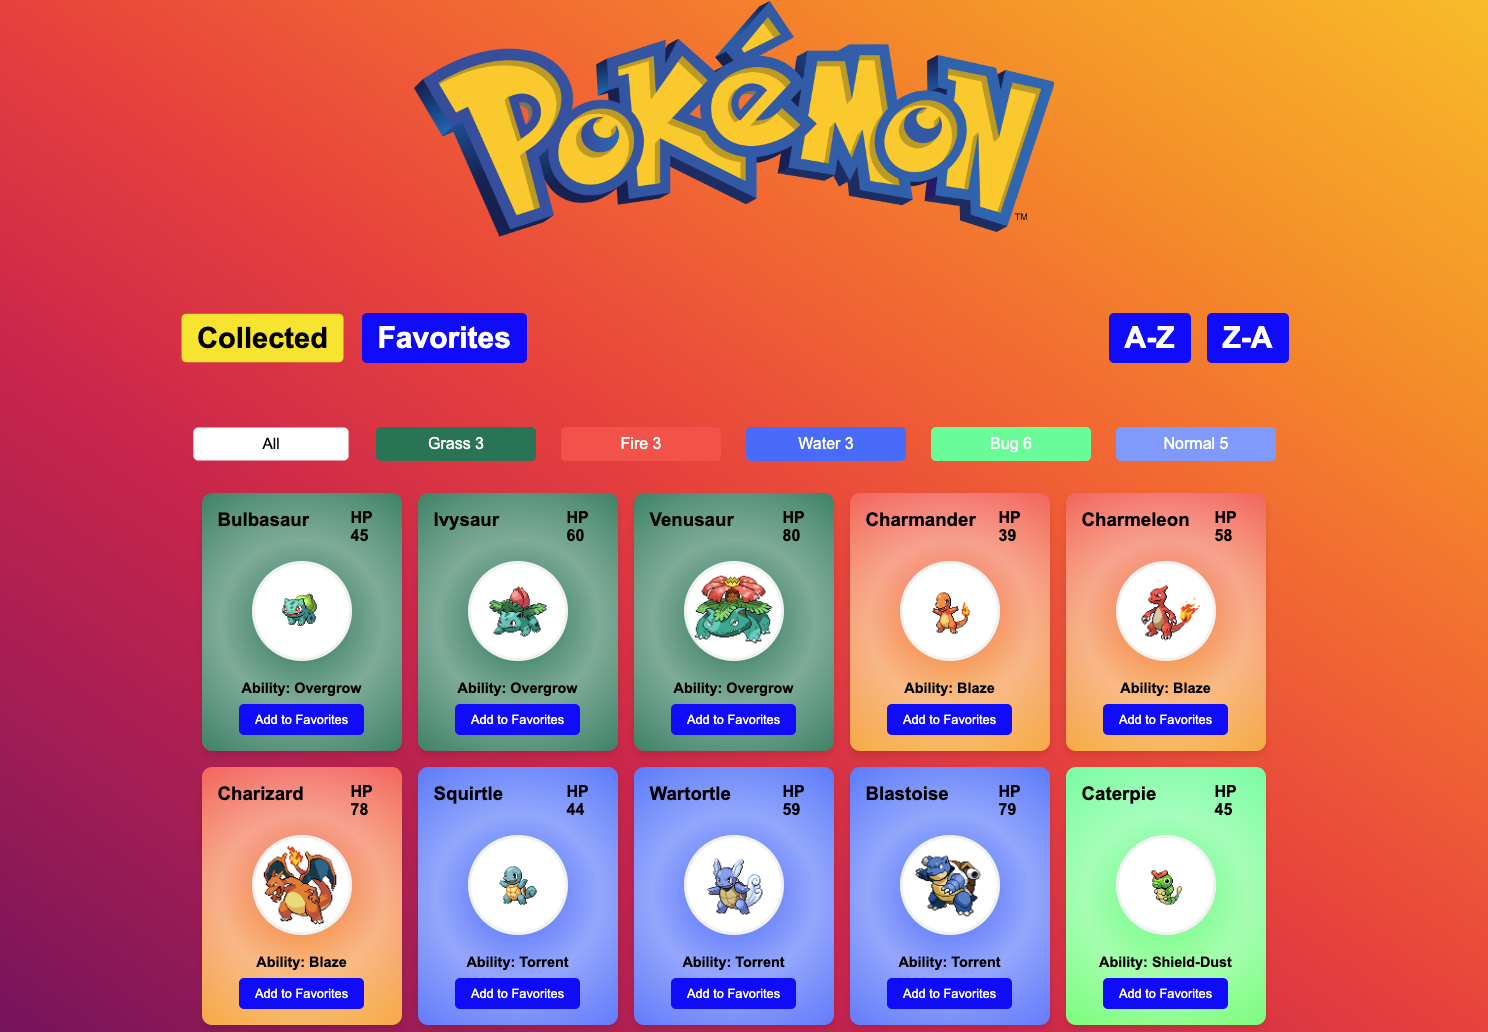 POKéMON
TM
Collected Favorites A-Z Z-A
All Grass 3 Fire 3 Water 3 Bug 6 Normal 5
Bulbasaur HP 45
Ability: Overgrow
Add to Favorites
Ivysaur HP 60
Ability: Overgrow
Add to Favorites
Venusaur HP 80
Ability: Overgrow
Add to Favorites
Charmander HP 39
Ability: Blaze
Add to Favorites
Charmeleon HP 58
Ability: Blaze
Add to Favorites
Charizard HP 78
Ability: Blaze
Add to Favorites
Squirtle HP 44
Ability: Torrent
Add to Favorites
Wartortle HP 59
Ability: Torrent
Add to Favorites
Blastoise HP 79
Ability: Torrent
Add to Favorites
Caterpie HP 45
Ability: Shield-Dust
Add to Favorites